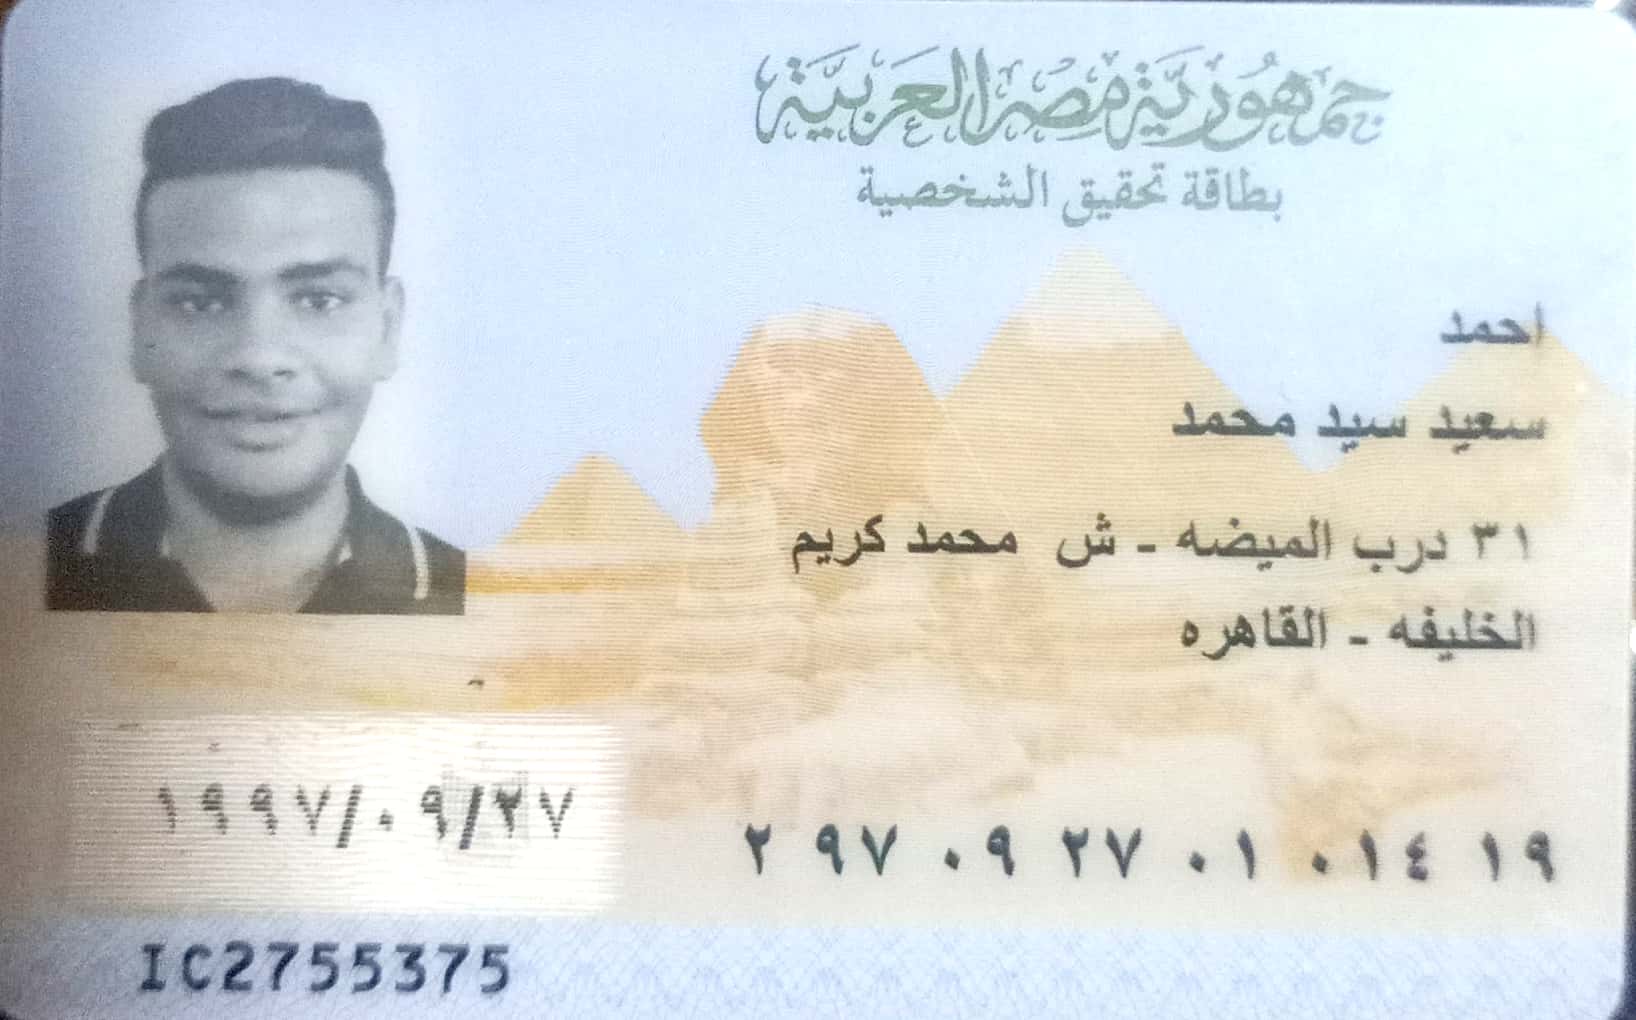 جمهورية مصر العربية
بطاقة تحقيق الشخصية
احمد
سعيد سيد محمد
٣١ درب الميضه - ش محمد كريم
الخليفه - القاهره
١٩٩٧/٠٩/٢٧
٢ ٩٧ ٠٩ ٢٧ ٠١ ٠١٤ ١٩
IC2755375